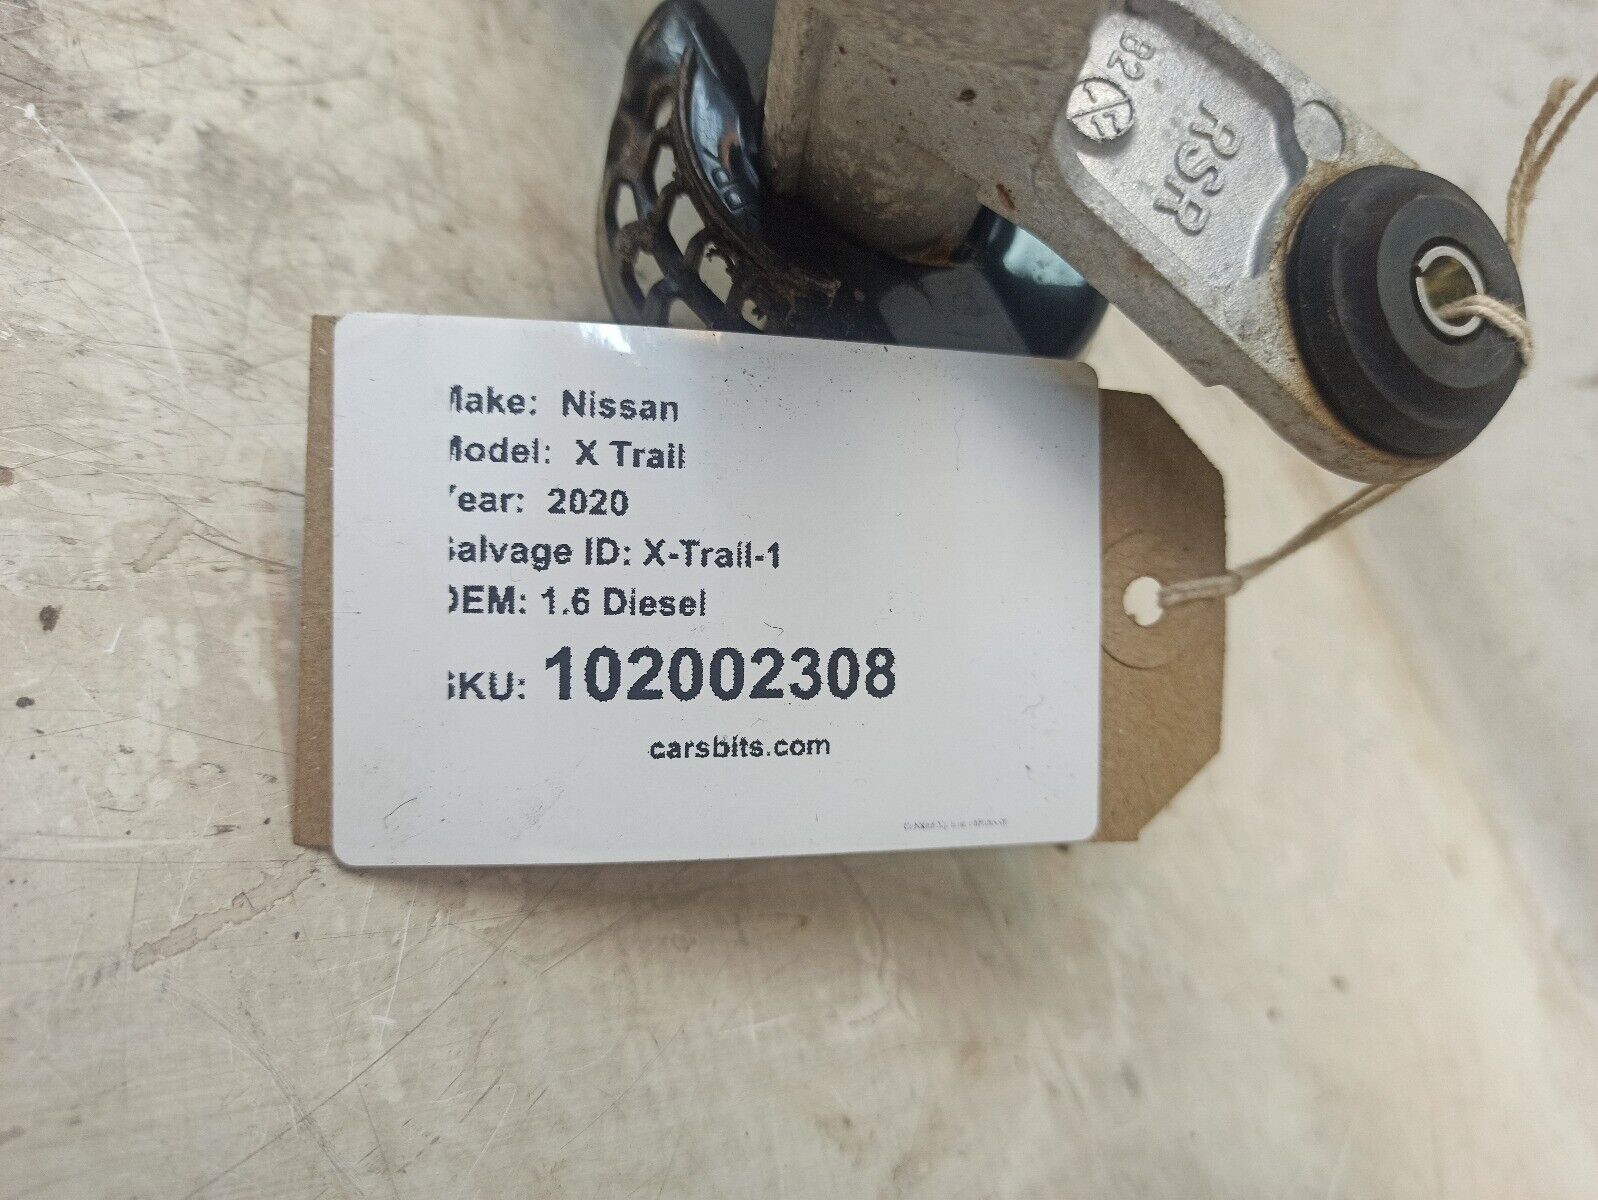 B2
RSR
Make: Nissan
Model: X Trail
Year: 2020
Salvage ID: X-Trail-1
OEM: 1.6 Diesel
SKU: 102002308
carsbits.com